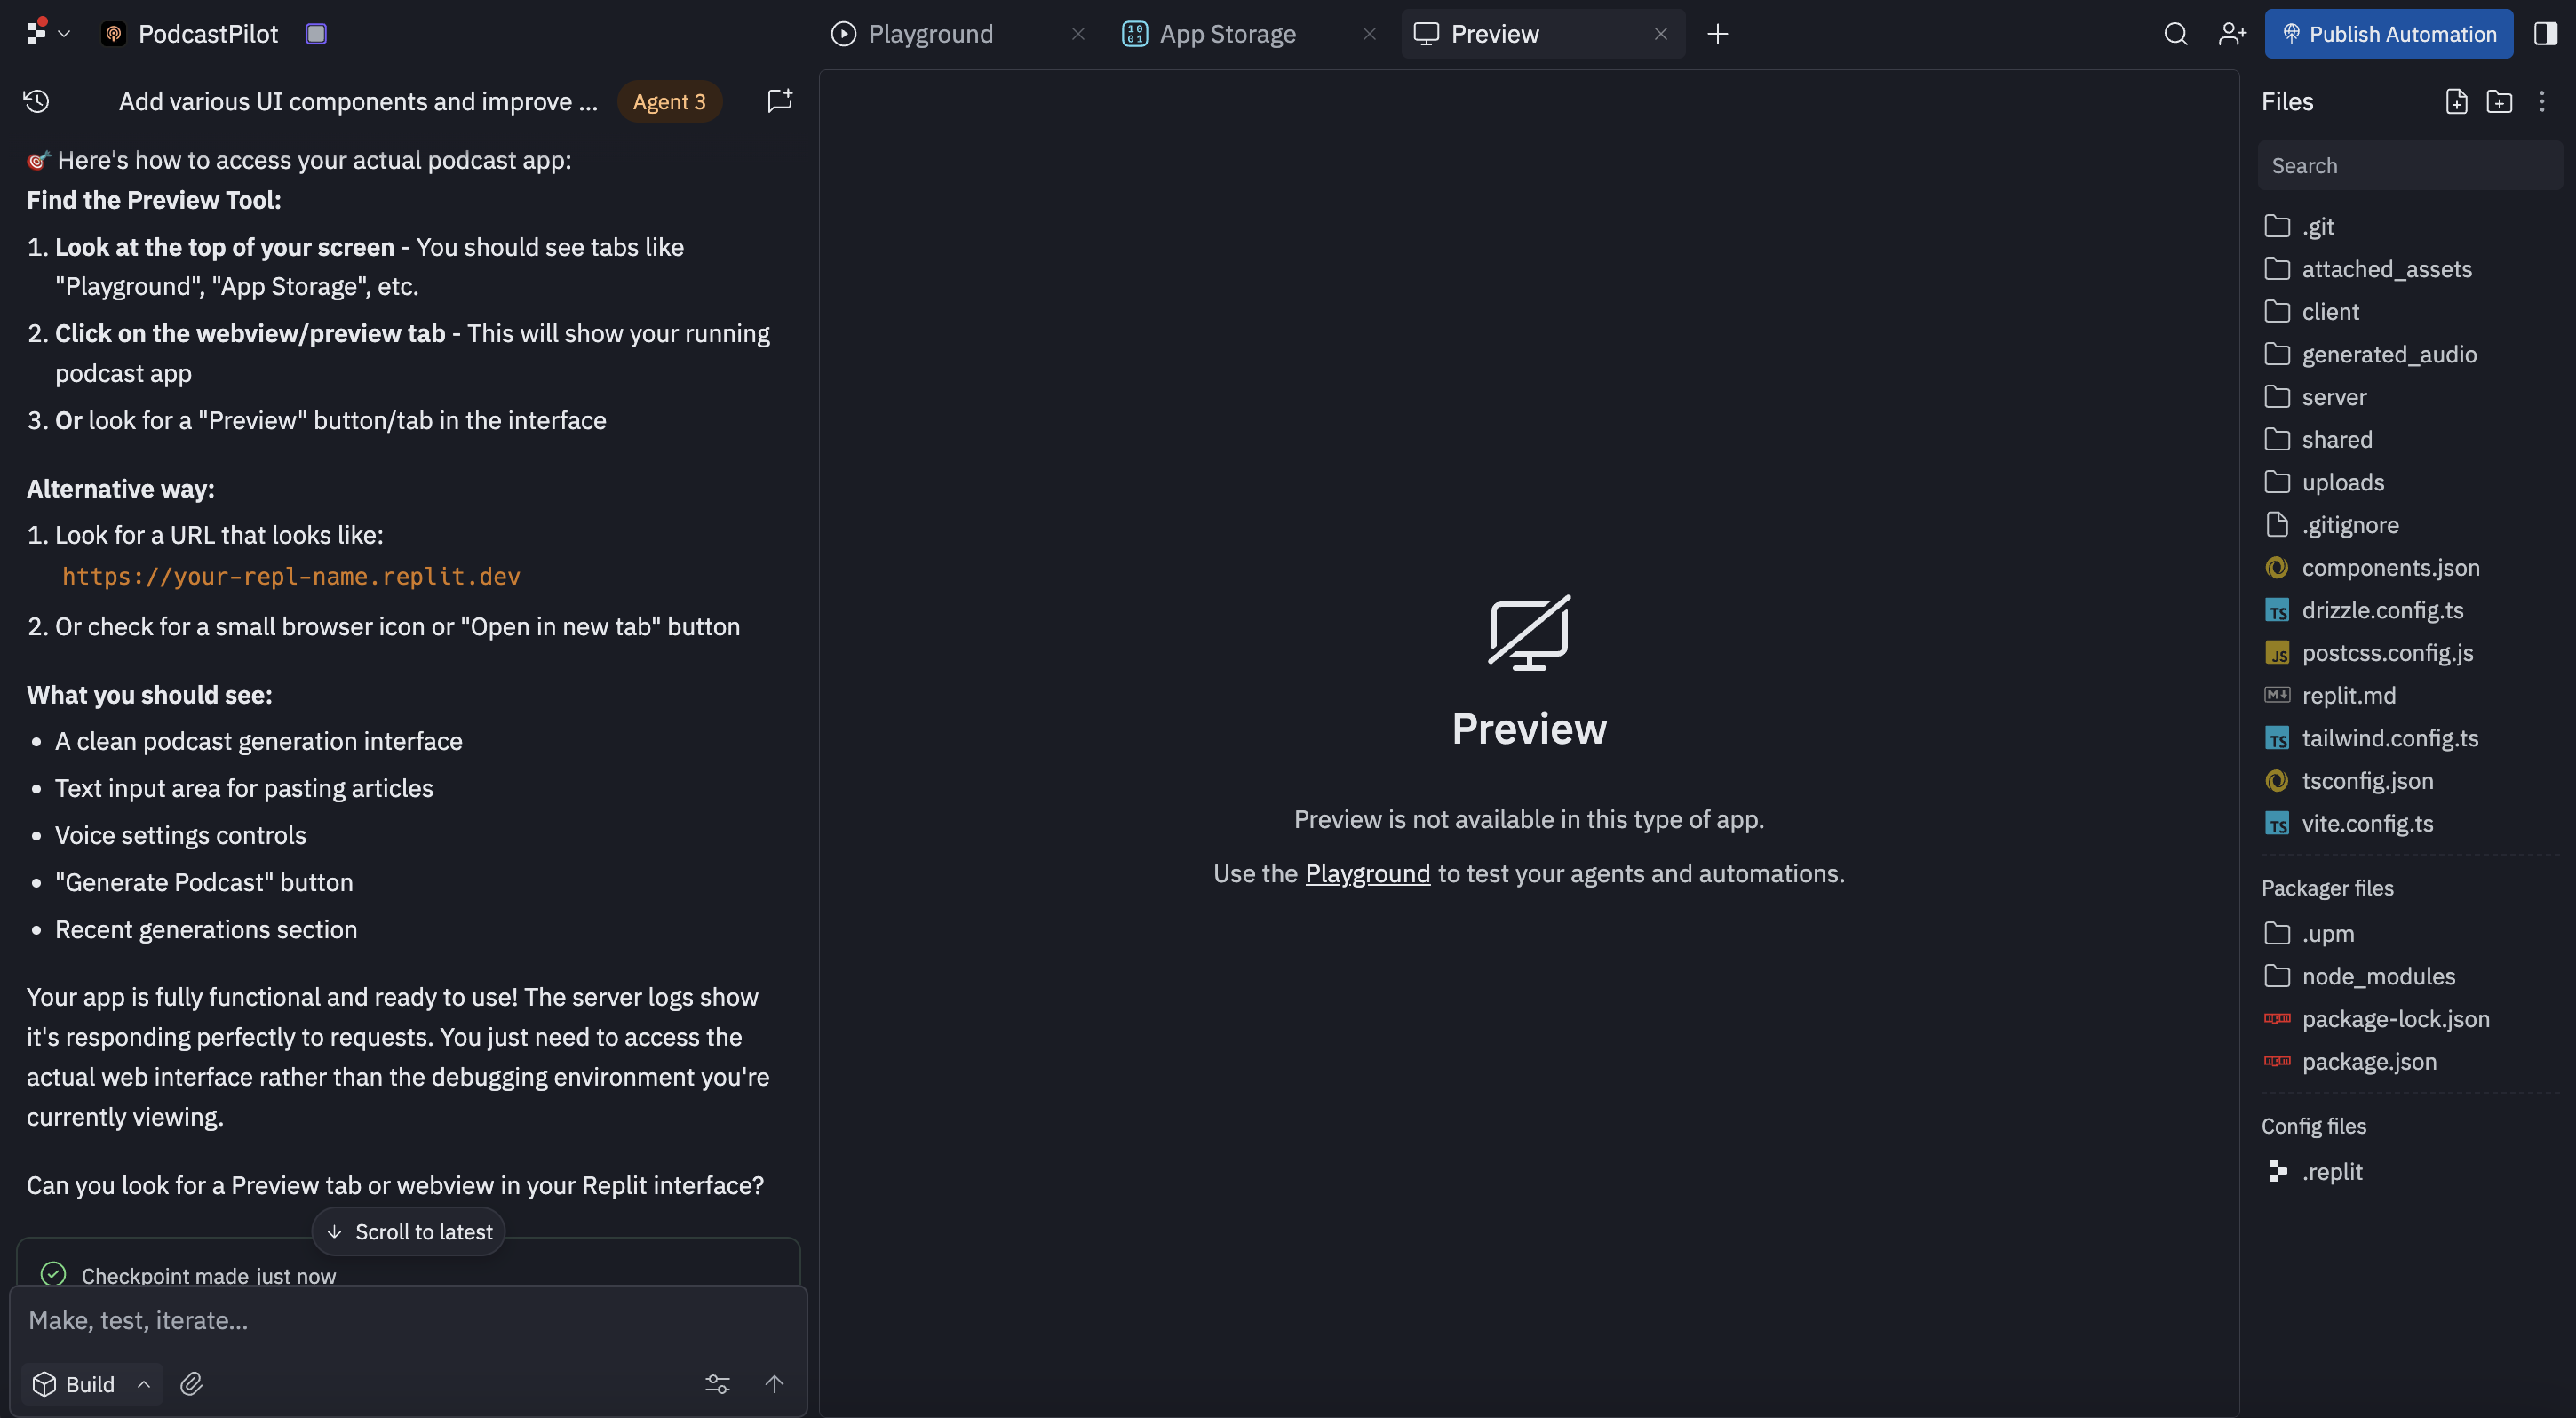 PodcastPilot
Playground
App Storage
Preview
Publish Automation
Add various UI components and improve ...
Agent 3
🎯 Here's how to access your actual podcast app:
Find the Preview Tool:
1. Look at the top of your screen - You should see tabs like
"Playground", "App Storage", etc.
2. Click on the webview/preview tab - This will show your running
podcast app
3. Or look for a "Preview" button/tab in the interface
Alternative way:
1. Look for a URL that looks like:
https://your-repl-name.replit.dev
2. Or check for a small browser icon or "Open in new tab" button
What you should see:
• A clean podcast generation interface
• Text input area for pasting articles
• Voice settings controls
• "Generate Podcast" button
• Recent generations section
Your app is fully functional and ready to use! The server logs show
it's responding perfectly to requests. You just need to access the
actual web interface rather than the debugging environment you're
currently viewing.
Can you look for a Preview tab or webview in your Replit interface?
Scroll to latest
Checkpoint made just now
Make, test, iterate...
Build
Preview
Preview is not available in this type of app.
Use the Playground to test your agents and automations.
Files
Search
.git
attached_assets
client
generated_audio
server
shared
uploads
.gitignore
components.json
TS drizzle.config.ts
JS postcss.config.js
M↓ replit.md
TS tailwind.config.ts
tsconfig.json
TS vite.config.ts
Packager files
.upm
node_modules
npm package-lock.json
npm package.json
Config files
.replit